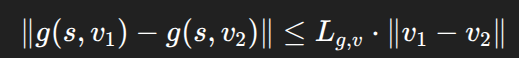 ‖g(s, v₁) − g(s, v₂)‖ ≤ L_{g,v} · ‖v₁ − v₂‖